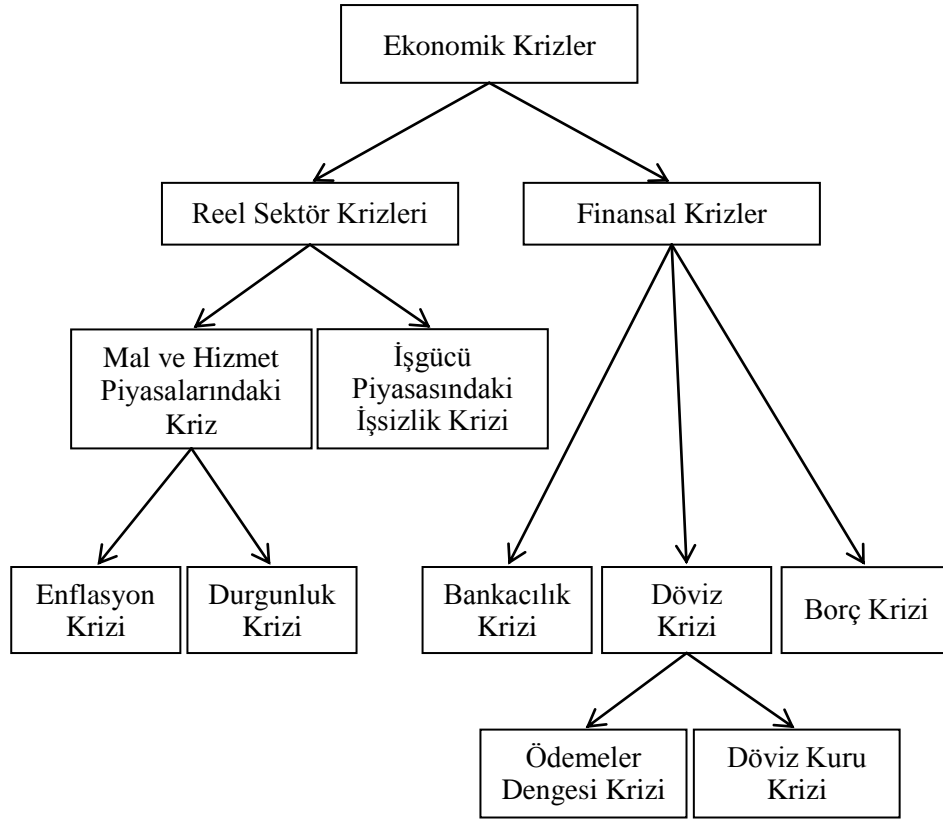 Ekonomik Krizler
Reel Sektör Krizleri
Finansal Krizler
Mal ve Hizmet
Piyasalarındaki
Kriz
İşgücü
Piyasasındaki
İşsizlik Krizi
Enflasyon
Krizi
Durgunluk
Krizi
Bankacılık
Krizi
Döviz
Krizi
Borç Krizi
Ödemeler
Dengesi Krizi
Döviz Kuru
Krizi